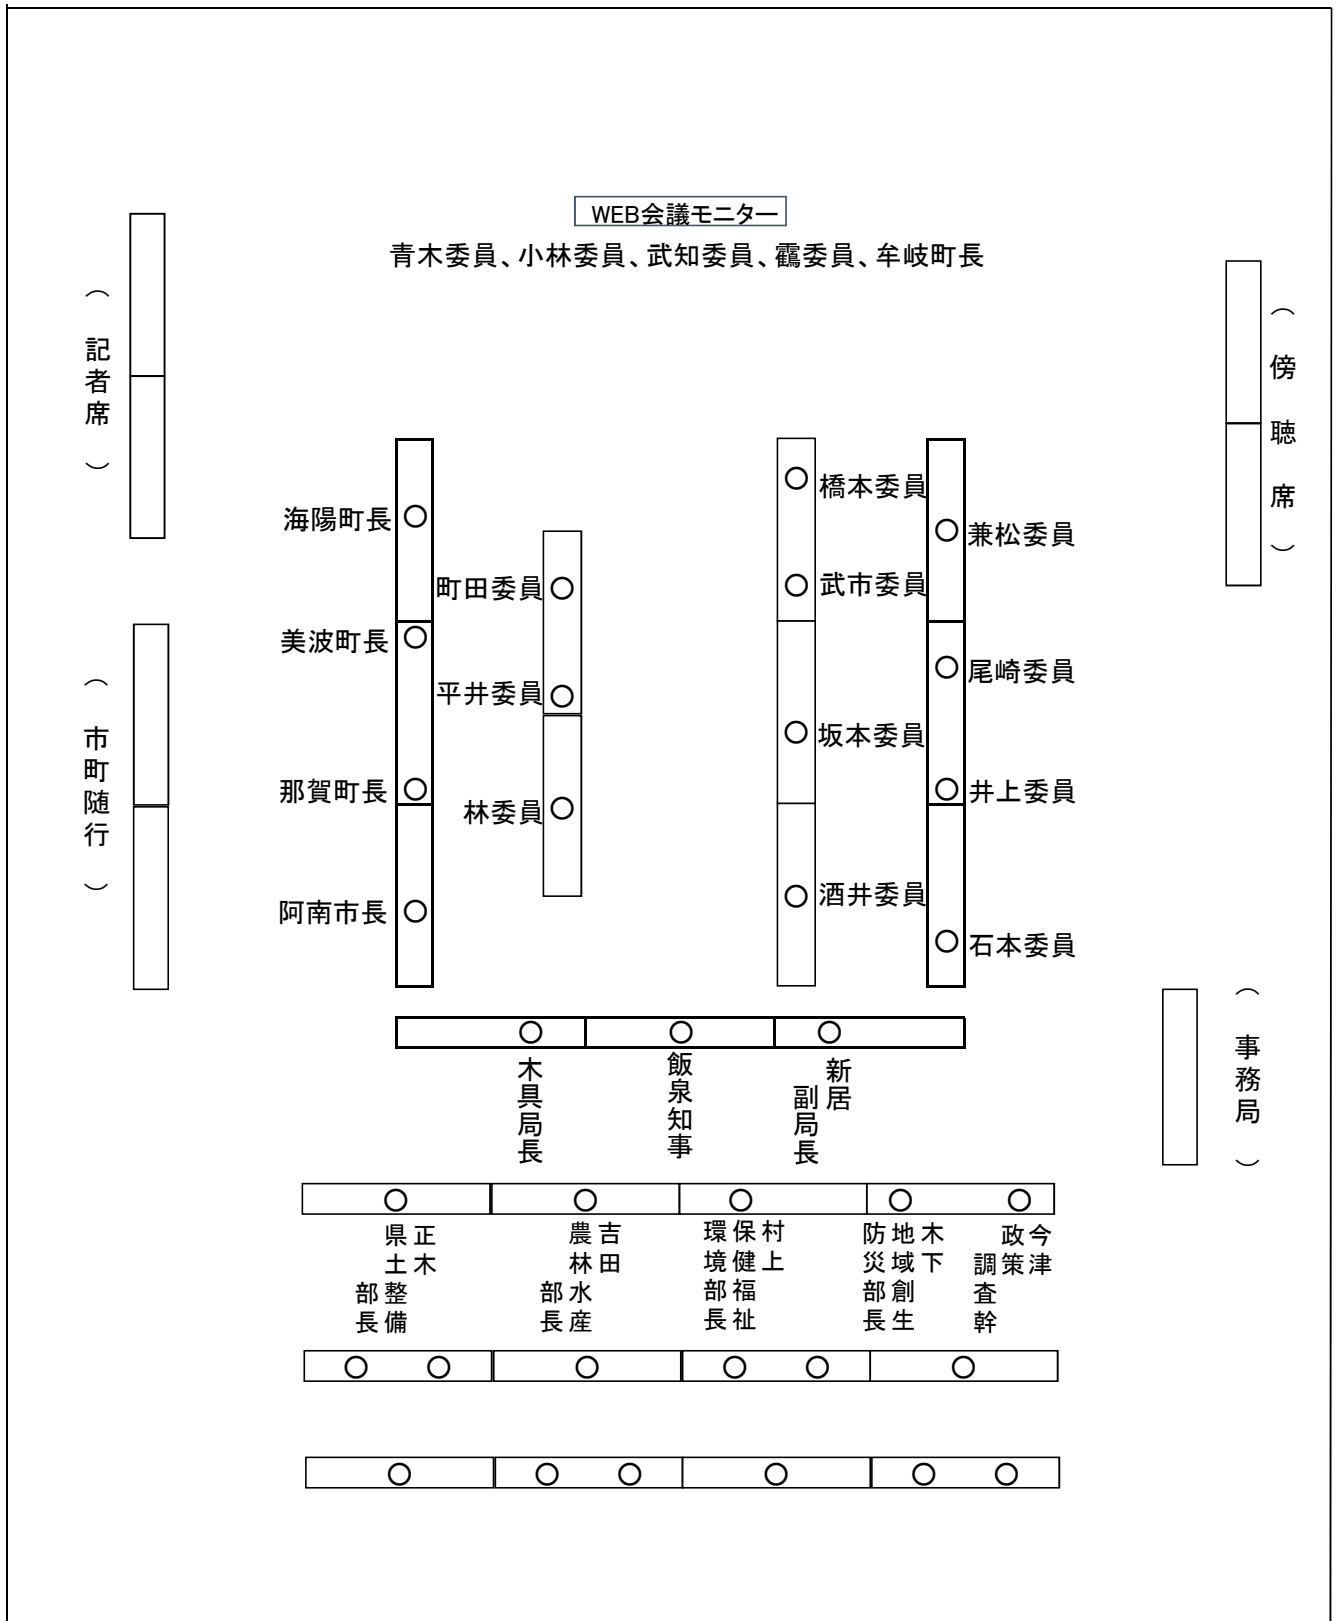 WEB会議モニター
青木委員、小林委員、武知委員、靏委員、牟岐町長
（記者席）
（傍聴席）
海陽町長
美波町長
那賀町長
阿南市長
町田委員
平井委員
林委員
橋本委員
武市委員
坂本委員
酒井委員
兼松委員
尾崎委員
井上委員
石本委員
（市町随行）
（事務局）
木具局長
飯泉知事
新居
副局長
正木
県土整備
部長
吉田
農林水産
部長
村上
保健福祉
環境部長
木下
地域創生
防災部長
今津
政策
調査幹